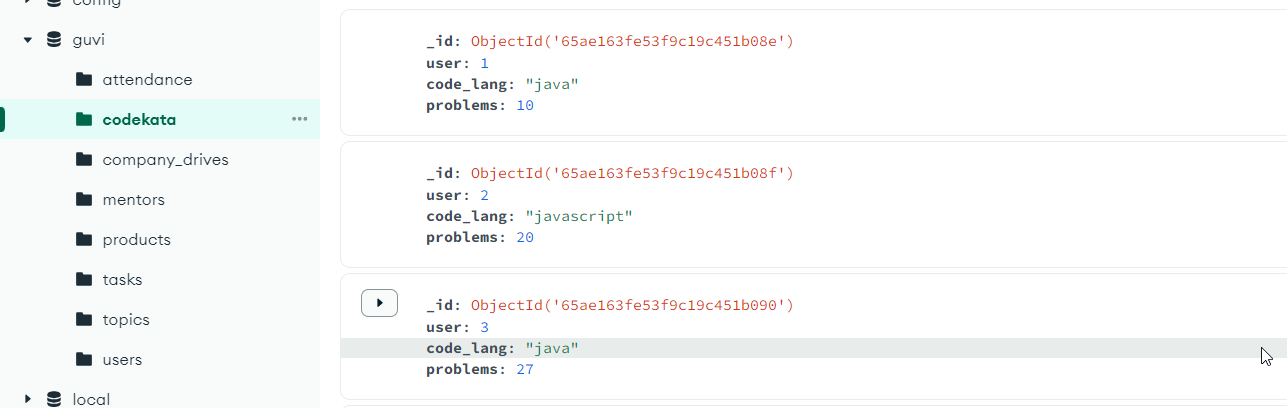 config
guvi
attendance
codekata
company_drives
mentors
products
tasks
topics
users
local
_id: ObjectId('65ae163fe53f9c19c451b08e')
user: 1
code_lang: "java"
problems: 10
_id: ObjectId('65ae163fe53f9c19c451b08f')
user: 2
code_lang: "javascript"
problems: 20
_id: ObjectId('65ae163fe53f9c19c451b090')
user: 3
code_lang: "java"
problems: 27